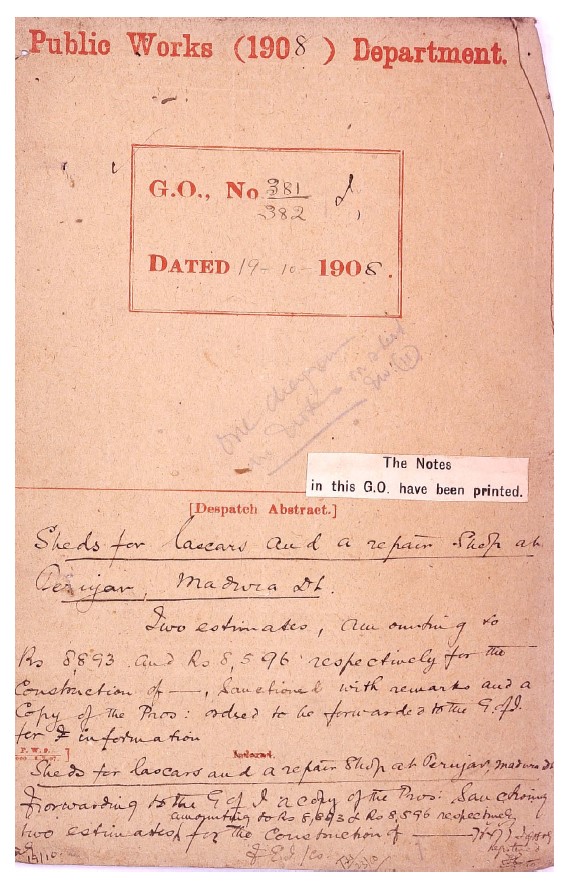 Public Works (1908) Department.
G.O., No 381 I,
382
DATED 19-10-1908.
one diagram
The Notes
in this G.O. have been printed.
[Despatch Abstract.]
Sheds for lascars and a repair Shop at
Periyar, Madura Dt.
Two estimates, amounting to
Rs 8,893 and Rs 8,596 respectively for the
Construction of —, Sanctioned with remarks and a
Copy of the Pros: ordered to be forwarded to the G of I.
for information
P. W. S.
Indexed.
Sheds for lascars and a repair Shop at Periyar, Madura Dt
Forwarding to the G of I a copy of the Pros: Sanctioning
two estimates amounting to Rs 8,893 & Rs 8,596 respectively
for the Construction of —